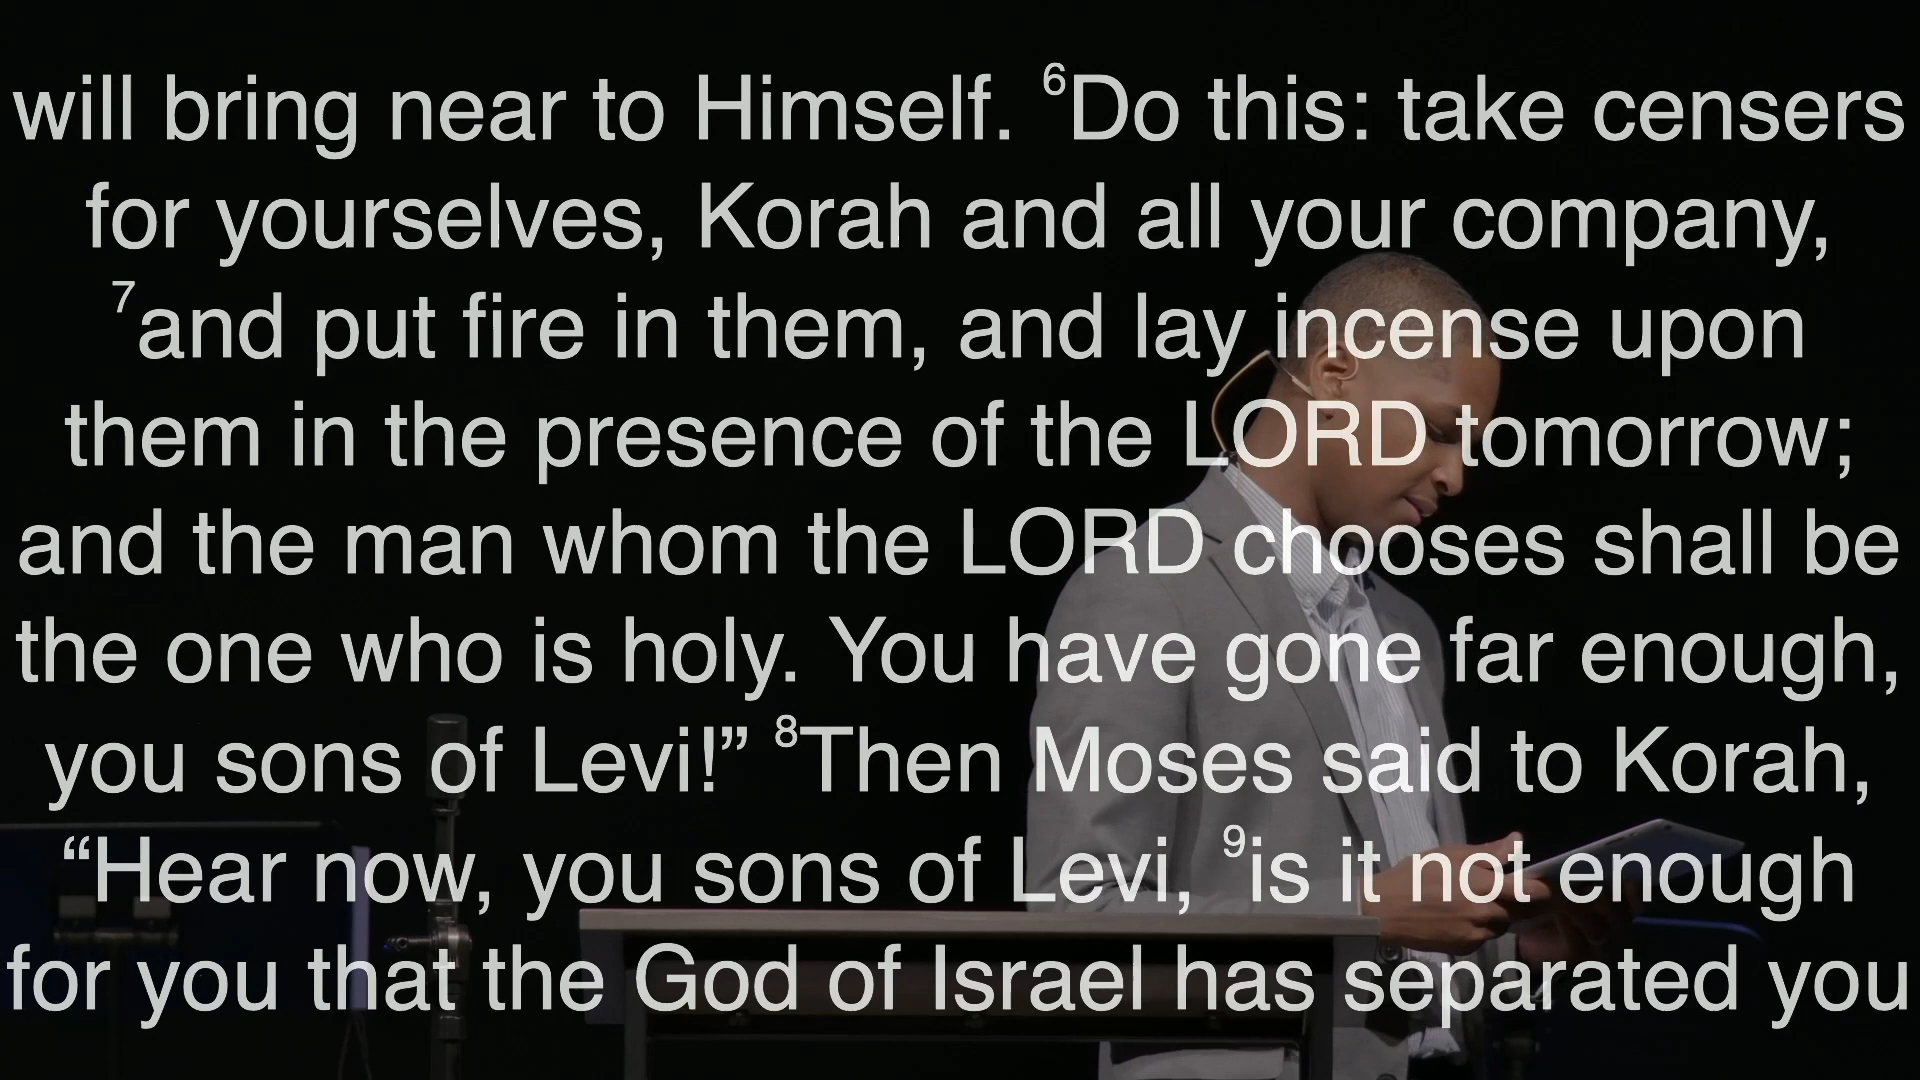 will bring near to Himself. ⁶Do this: take censers
for yourselves, Korah and all your company,
⁷and put fire in them, and lay incense upon
them in the presence of the LORD tomorrow;
and the man whom the LORD chooses shall be
the one who is holy. You have gone far enough,
you sons of Levi!” ⁸Then Moses said to Korah,
“Hear now, you sons of Levi, ⁹is it not enough
for you that the God of Israel has separated you